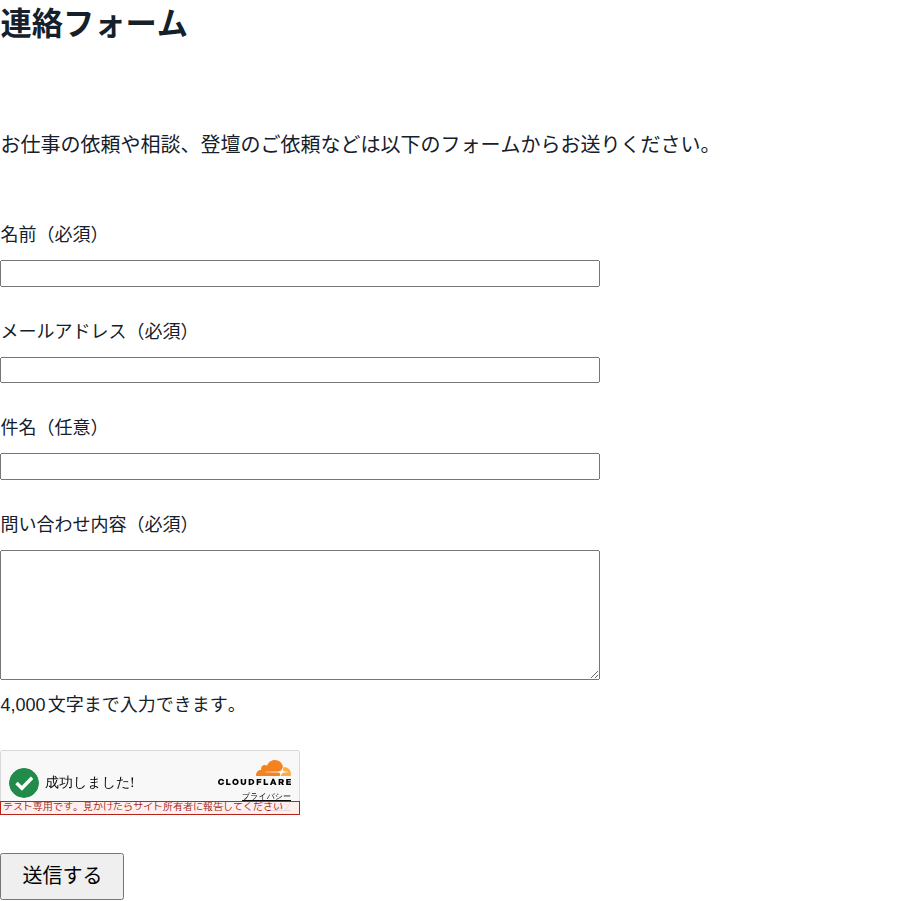 連絡フォーム
お仕事の依頼や相談、登壇のご依頼などは以下のフォームからお送りください。
名前（必須）
メールアドレス（必須）
件名（任意）
問い合わせ内容（必須）
4,000文字まで入力できます。
成功しました!
CLOUDFLARE
プライバシー
テスト専用です。見かけたらサイト所有者に報告してください
送信する